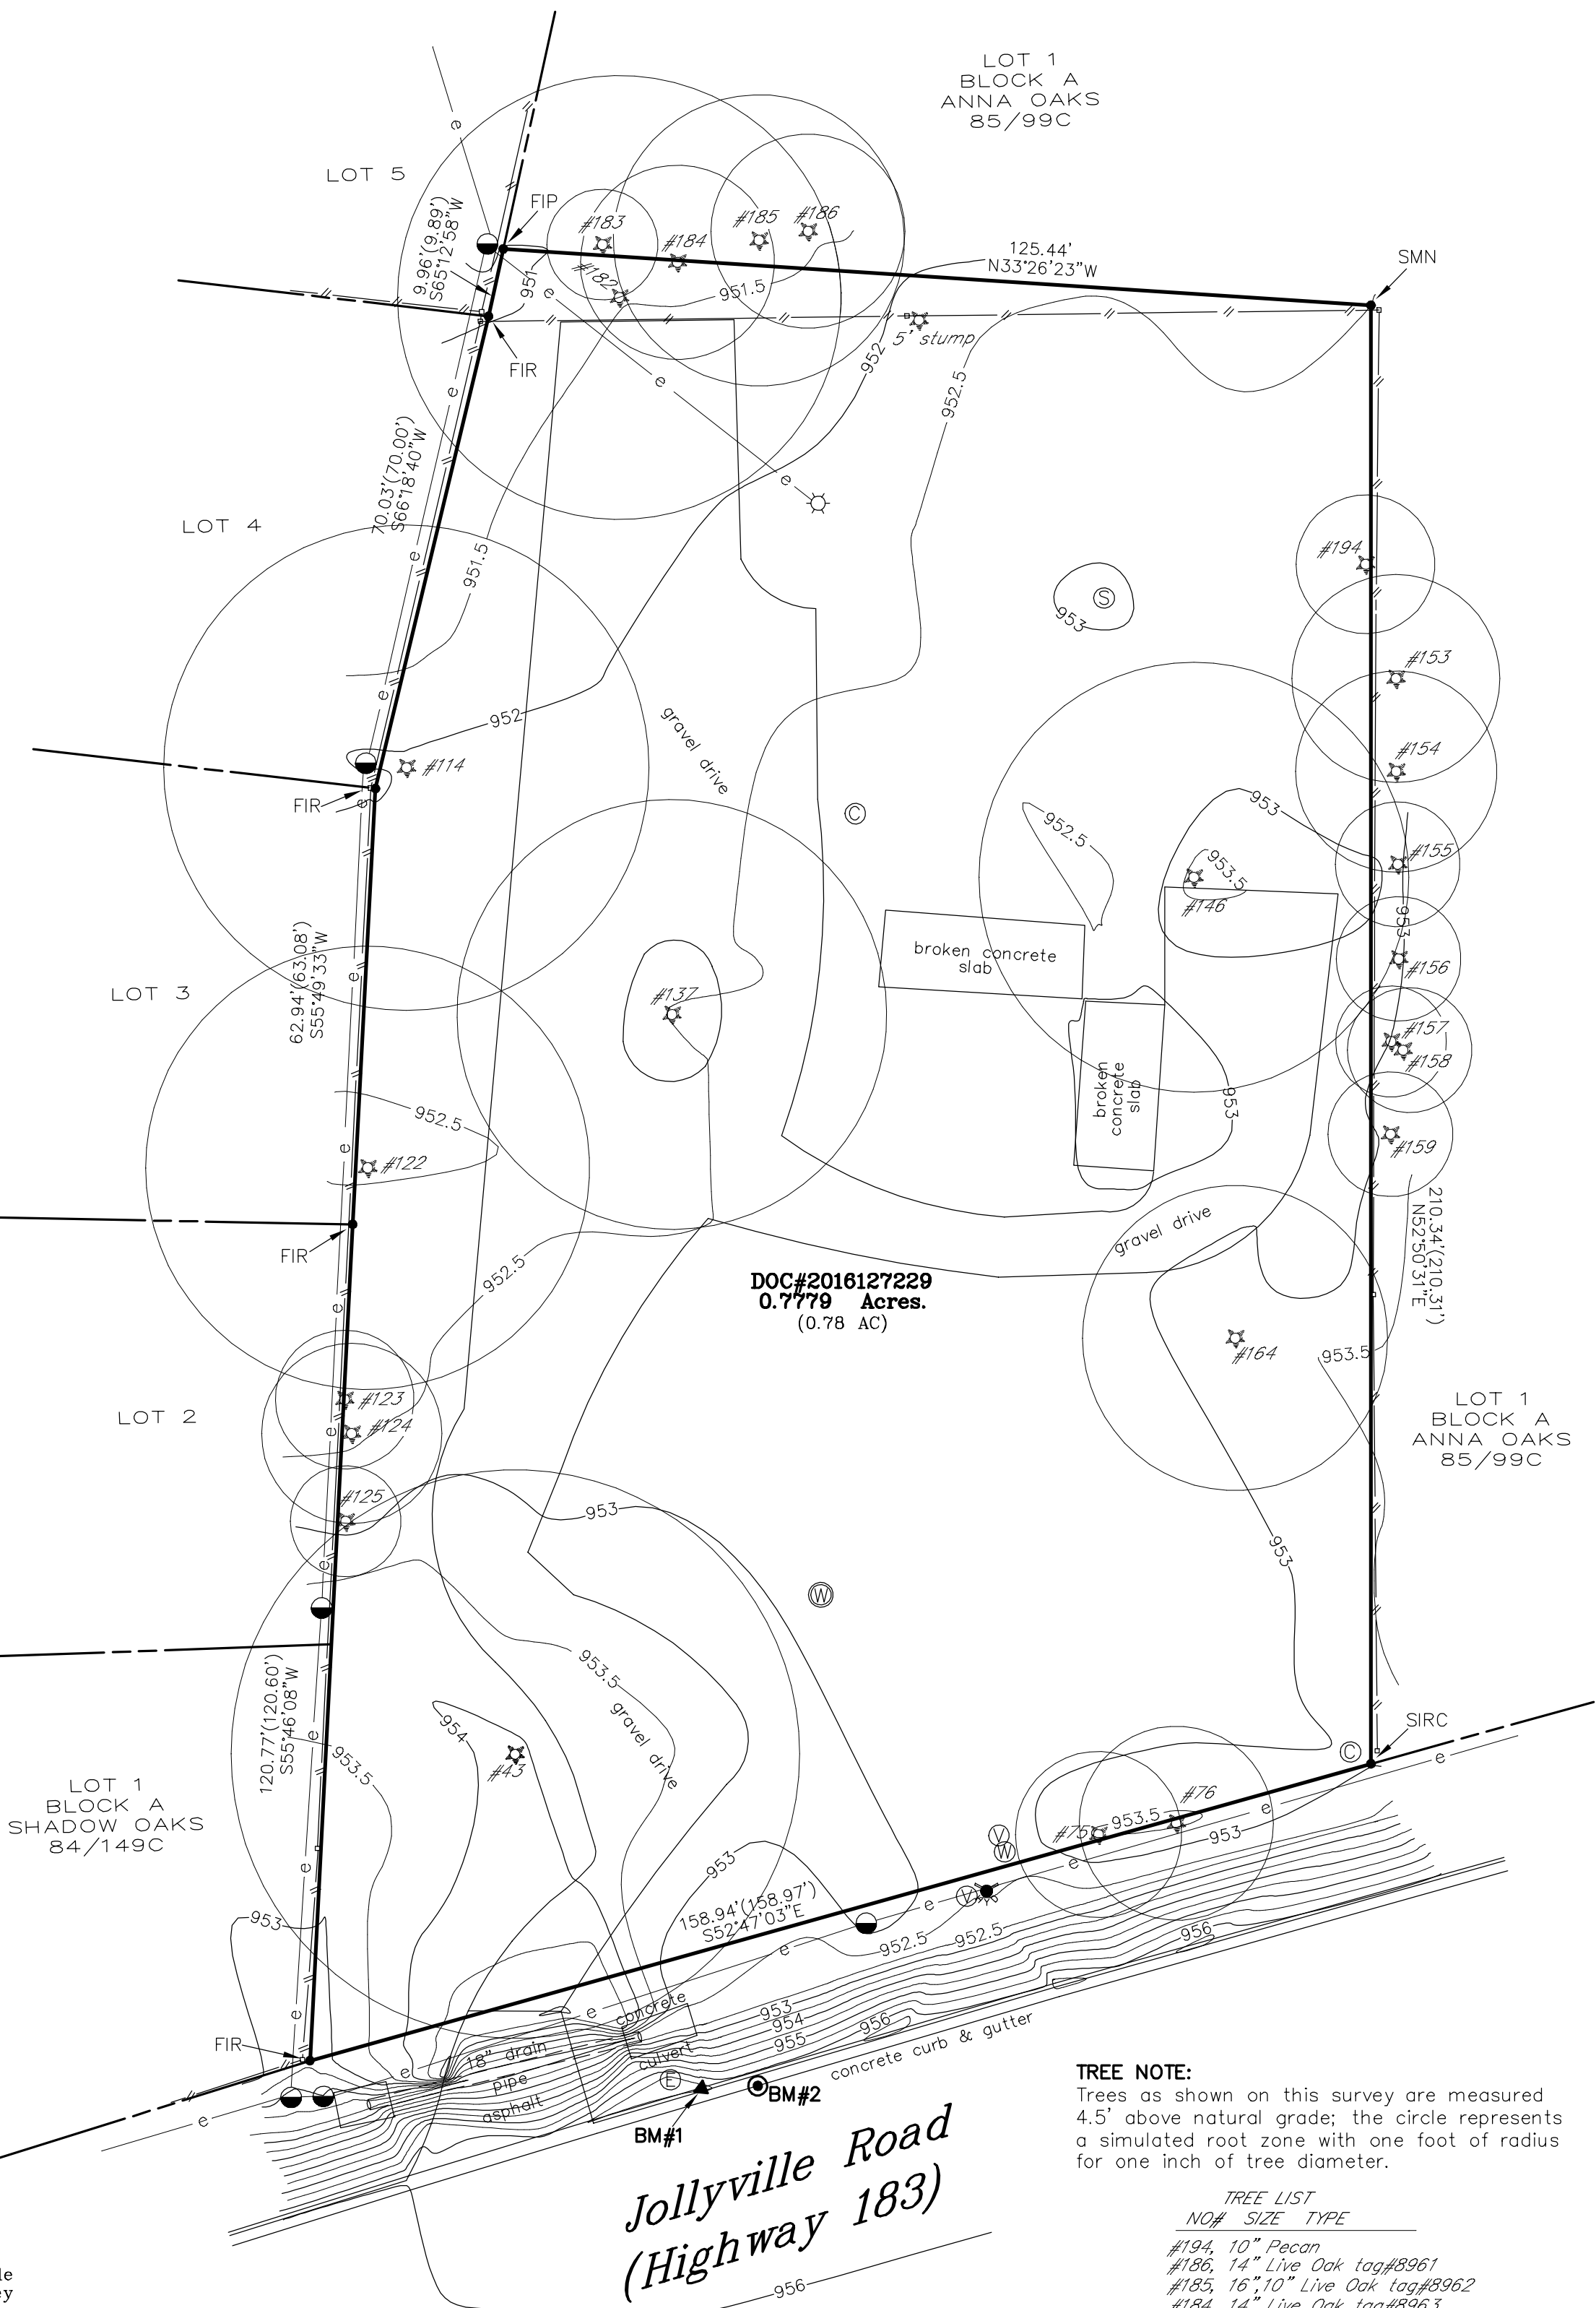 LOT 1
BLOCK A
ANNA OAKS
85/99C
LOT 5
FIP
9.96'(9.89')
S65°12'58"W
#183
#184
#185
#186
#182
951
951.5
125.44'
N33°26'23"W
SMN
e
e
e
5' stump
952
952.5
FIR
70.03'(70.00')
S66°18'40"W
LOT 4
951.5
e
e
e
e
#194
S
953
#153
952
gravel drive
#114
FIR
#154
C
952.5
953
953.5
#146
#155
953
#156
broken concrete
slab
62.94'(63.08')
S55°49'33"W
LOT 3
#137
#157
#158
broken
concrete
slab
953
#159
952.5
#122
e
e
e
FIR
952.5
gravel drive
210.34'(210.31')
N52°50'31"E
DOC#2016127229
0.7779 Acres.
(0.78 AC)
#164
953.5
LOT 2
#123
#124
#125
e
e
e
LOT 1
BLOCK A
ANNA OAKS
85/99C
953
953
W
953.5
gravel drive
954
#43
953.5
120.77'(120.60')
S55°46'08"W
LOT 1
BLOCK A
SHADOW OAKS
84/149C
e
e
e
SIRC
C
e
e
#76
#75
953.5
953
V
W
V
e
e
e
953
158.94'(158.97')
S52°47'03"E
952.5
952.5
956
953
FIR
e
e
e
concrete
culvert
18" drain
pipe
asphalt
953
954
955
956
concrete curb & gutter
E
BM#1
BM#2
Jollyville Road
(Highway 183)
956
TREE NOTE:
Trees as shown on this survey are measured
4.5' above natural grade; the circle represents
a simulated root zone with one foot of radius
for one inch of tree diameter.
TREE LIST
NO# SIZE TYPE
#194, 10" Pecan
#186, 14" Live Oak tag#8961
#185, 16",10" Live Oak tag#8962
#184, 14" Live Oak tag#8963
le
ey